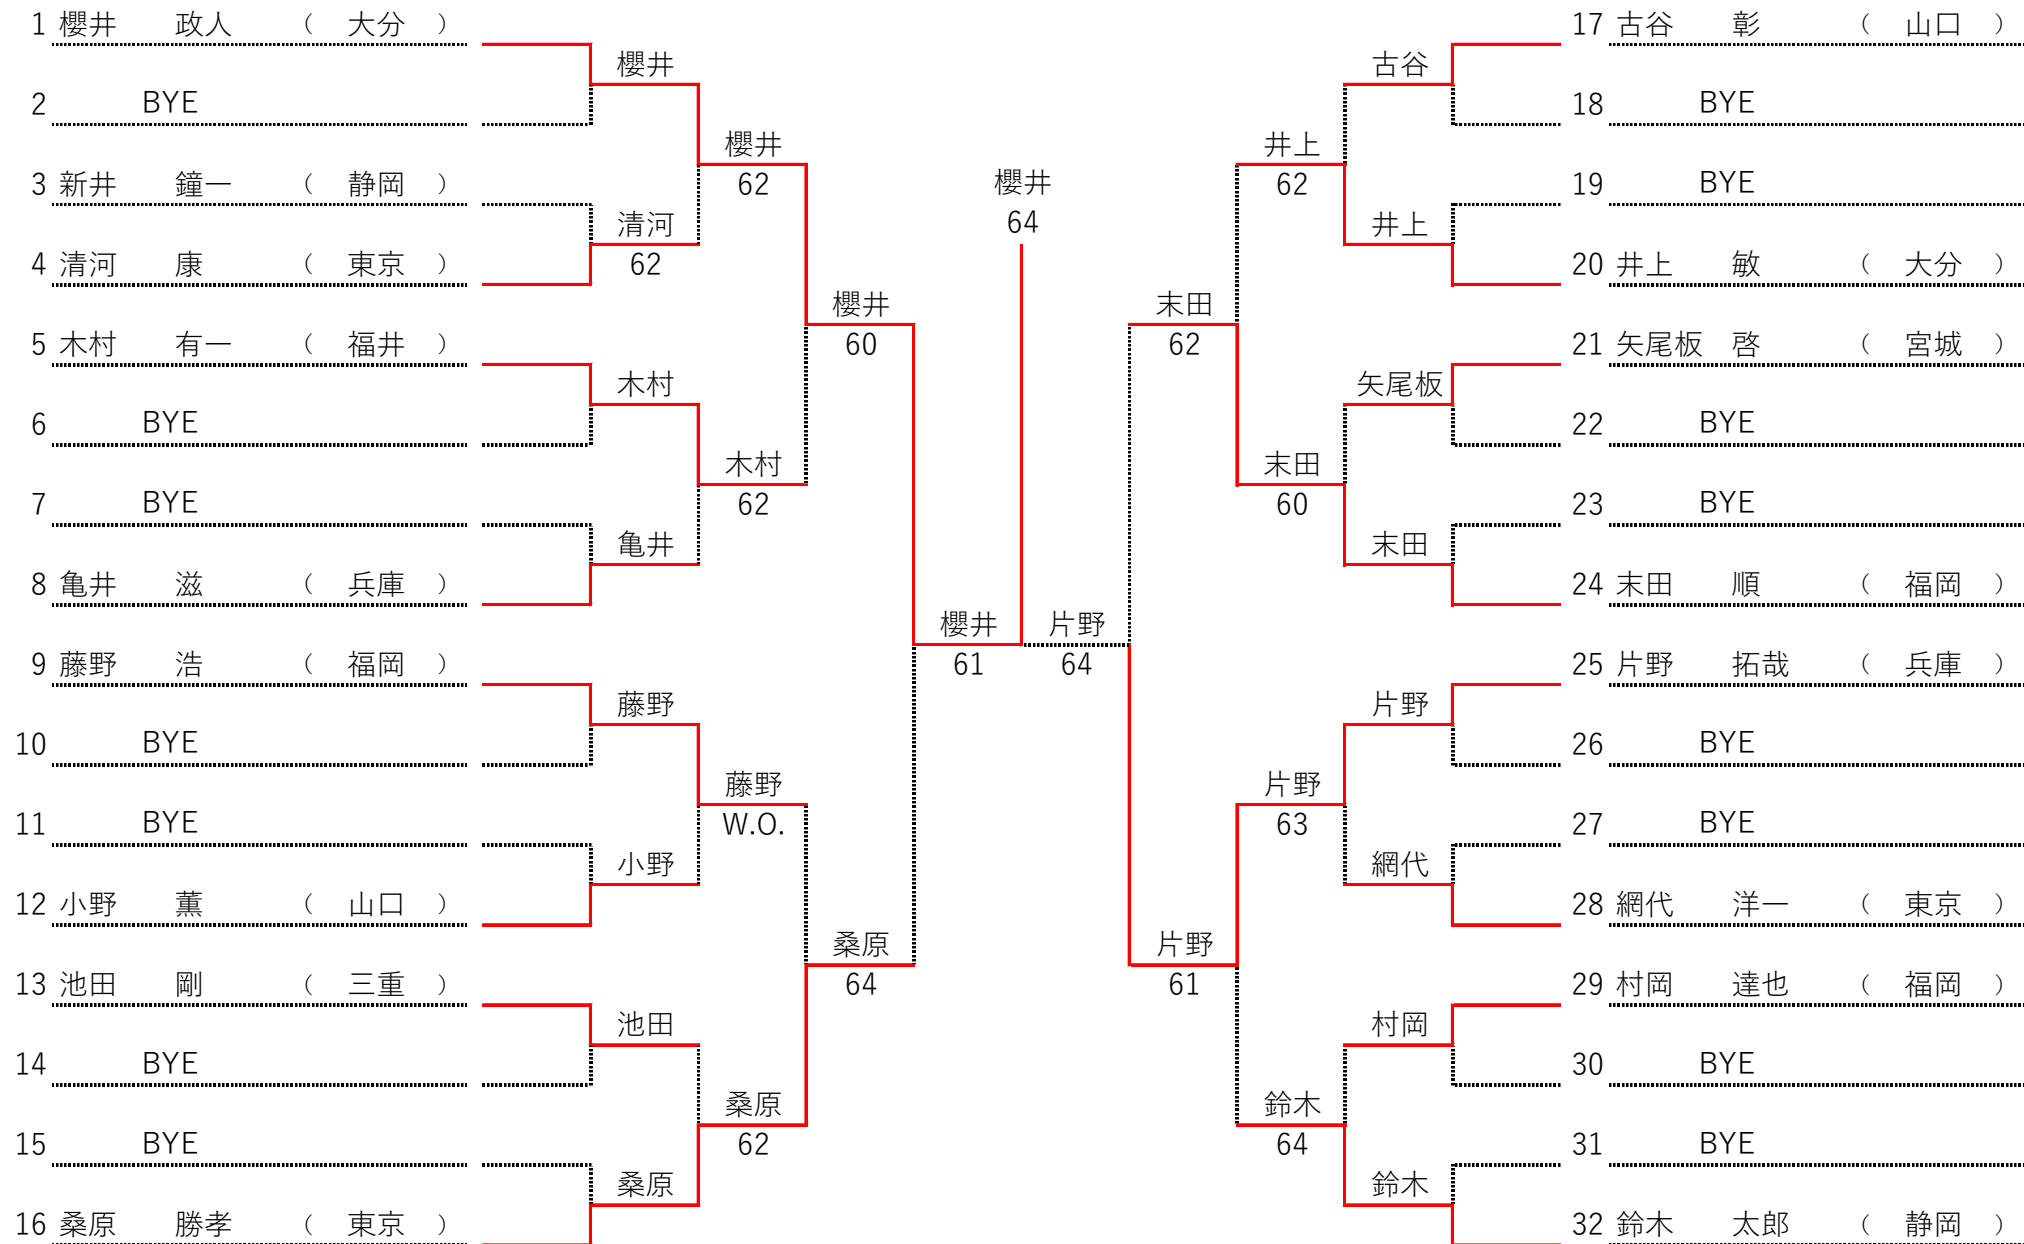 1 櫻井 政人 ( 大分 )
2 BYE
3 新井 鐘一 ( 静岡 )
4 清河 康 ( 東京 )
5 木村 有一 ( 福井 )
6 BYE
7 BYE
8 亀井 滋 ( 兵庫 )
9 藤野 浩 ( 福岡 )
10 BYE
11 BYE
12 小野 薫 ( 山口 )
13 池田 剛 ( 三重 )
14 BYE
15 BYE
16 桑原 勝孝 ( 東京 )
櫻井
清河
62
木村
亀井
藤野
小野
池田
桑原
櫻井
62
木村
62
藤野
W.O.
桑原
62
櫻井
60
桑原
64
櫻井
61
櫻井
64
片野
64
末田
62
片野
61
井上
62
末田
60
片野
63
鈴木
64
古谷
井上
矢尾板
末田
片野
網代
村岡
鈴木
17 古谷 彰 ( 山口 )
18 BYE
19 BYE
20 井上 敏 ( 大分 )
21 矢尾板 啓 ( 宮城 )
22 BYE
23 BYE
24 末田 順 ( 福岡 )
25 片野 拓哉 ( 兵庫 )
26 BYE
27 BYE
28 網代 洋一 ( 東京 )
29 村岡 達也 ( 福岡 )
30 BYE
31 BYE
32 鈴木 太郎 ( 静岡 )